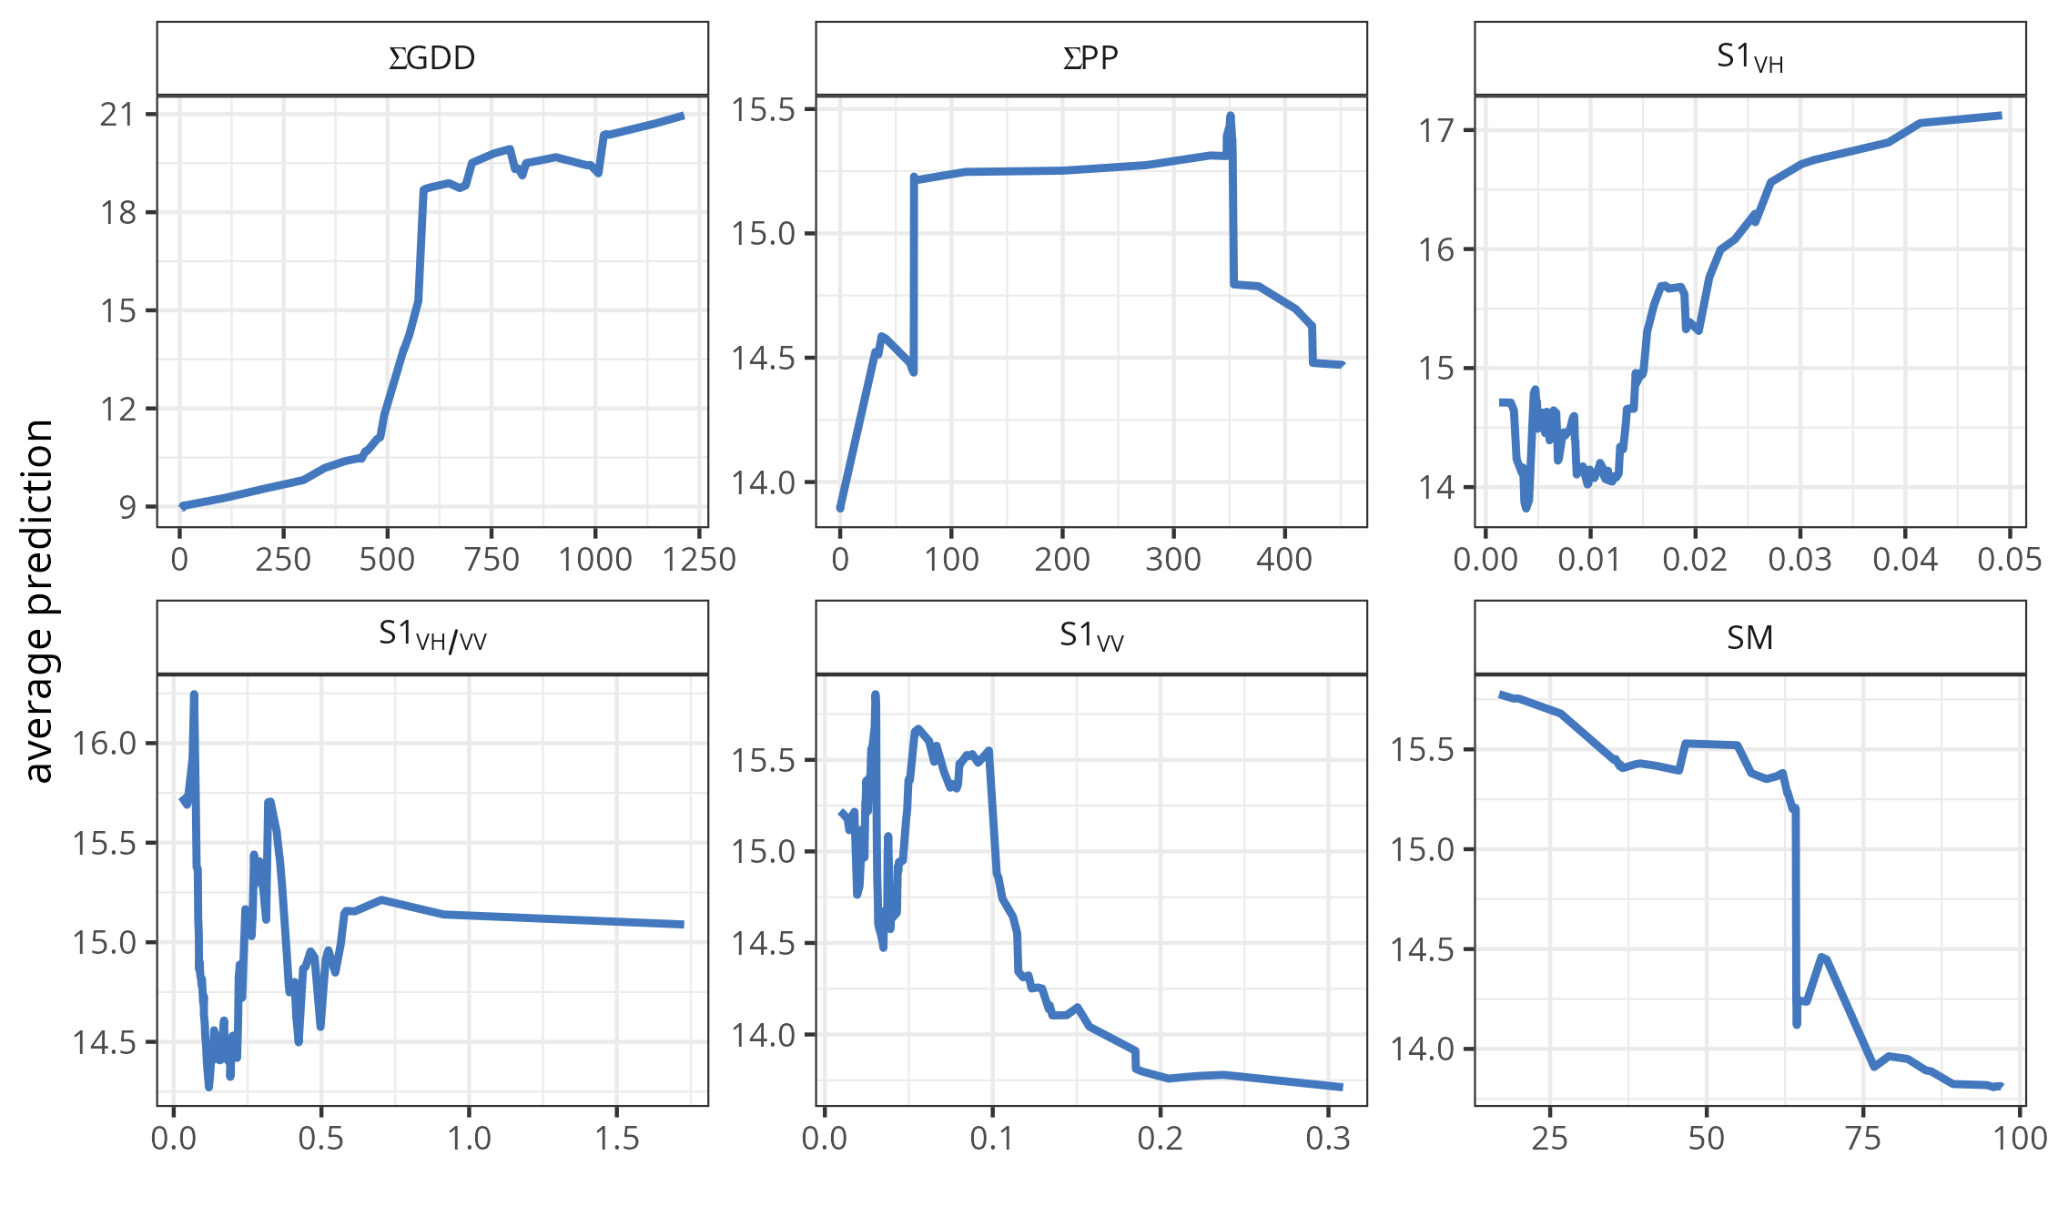 ΣGDD
ΣPP
S1VH
21
18
15
12
9
15.5
15.0
14.5
14.0
17
16
15
14
0 250 500 750 1000 1250
0 100 200 300 400
0.00 0.01 0.02 0.03 0.04 0.05
average prediction
S1VH/VV
S1VV
SM
16.0
15.5
15.0
14.5
15.5
15.0
14.5
14.0
15.5
15.0
14.5
14.0
0.0 0.5 1.0 1.5
0.0 0.1 0.2 0.3
25 50 75 100